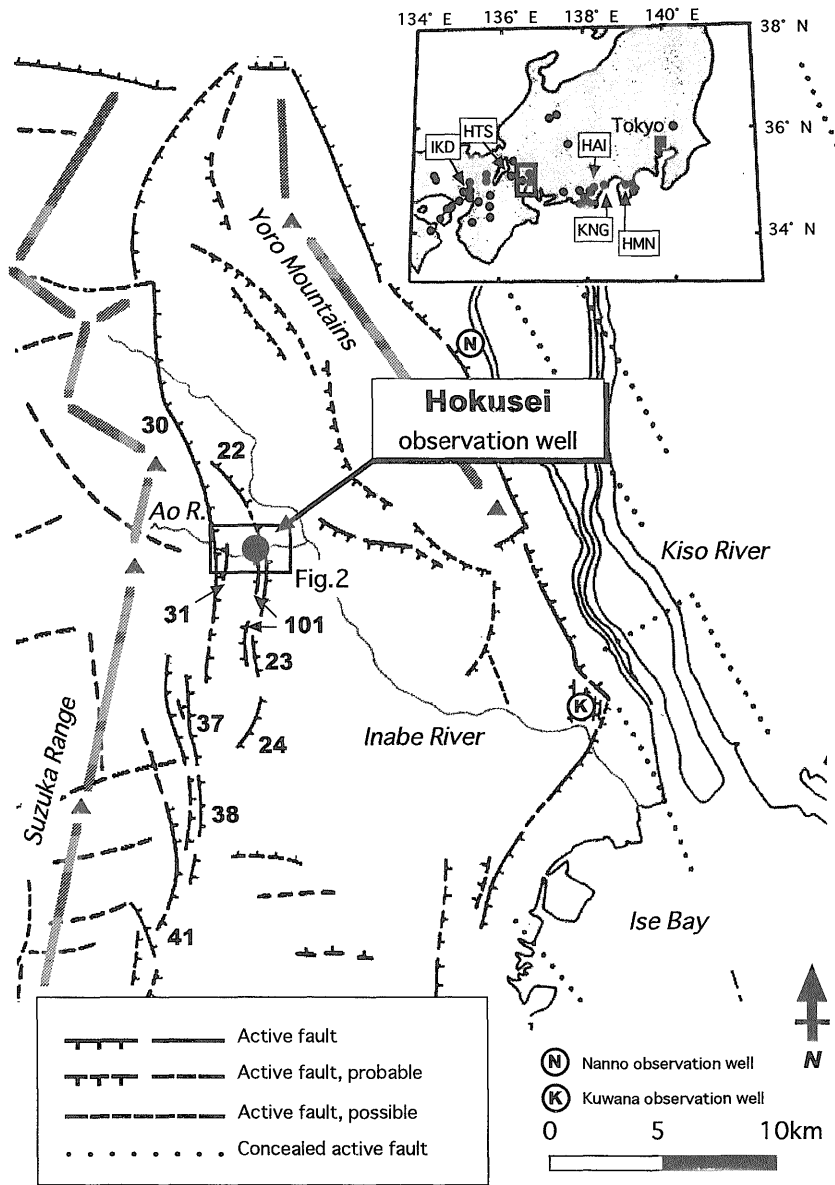 134° E
136° E
138° E
140° E
38° N
36° N
34° N
Tokyo
HTS
IKD
HAI
KNG
HMN
Yoro Mountains
N
Hokusei
observation well
30
22
Ao R.
Fig.2
Kiso River
31
101
23
K
37
24
Inabe River
Suzuka Range
38
Ise Bay
41
Active fault
Active fault, probable
Active fault, possible
Concealed active fault
N Nanno observation well
K Kuwana observation well
N
0 5 10km